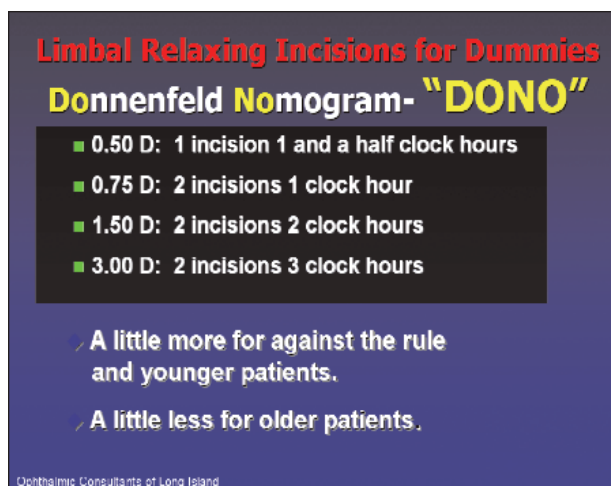 Limbal Relaxing Incisions for Dummies
Donnenfeld Nomogram- “DONO”
0.50 D: 1 incision 1 and a half clock hours
0.75 D: 2 incisions 1 clock hour
1.50 D: 2 incisions 2 clock hours
3.00 D: 2 incisions 3 clock hours
A little more for against the rule
and younger patients.
A little less for older patients.
Ophthalmic Consultants of Long Island